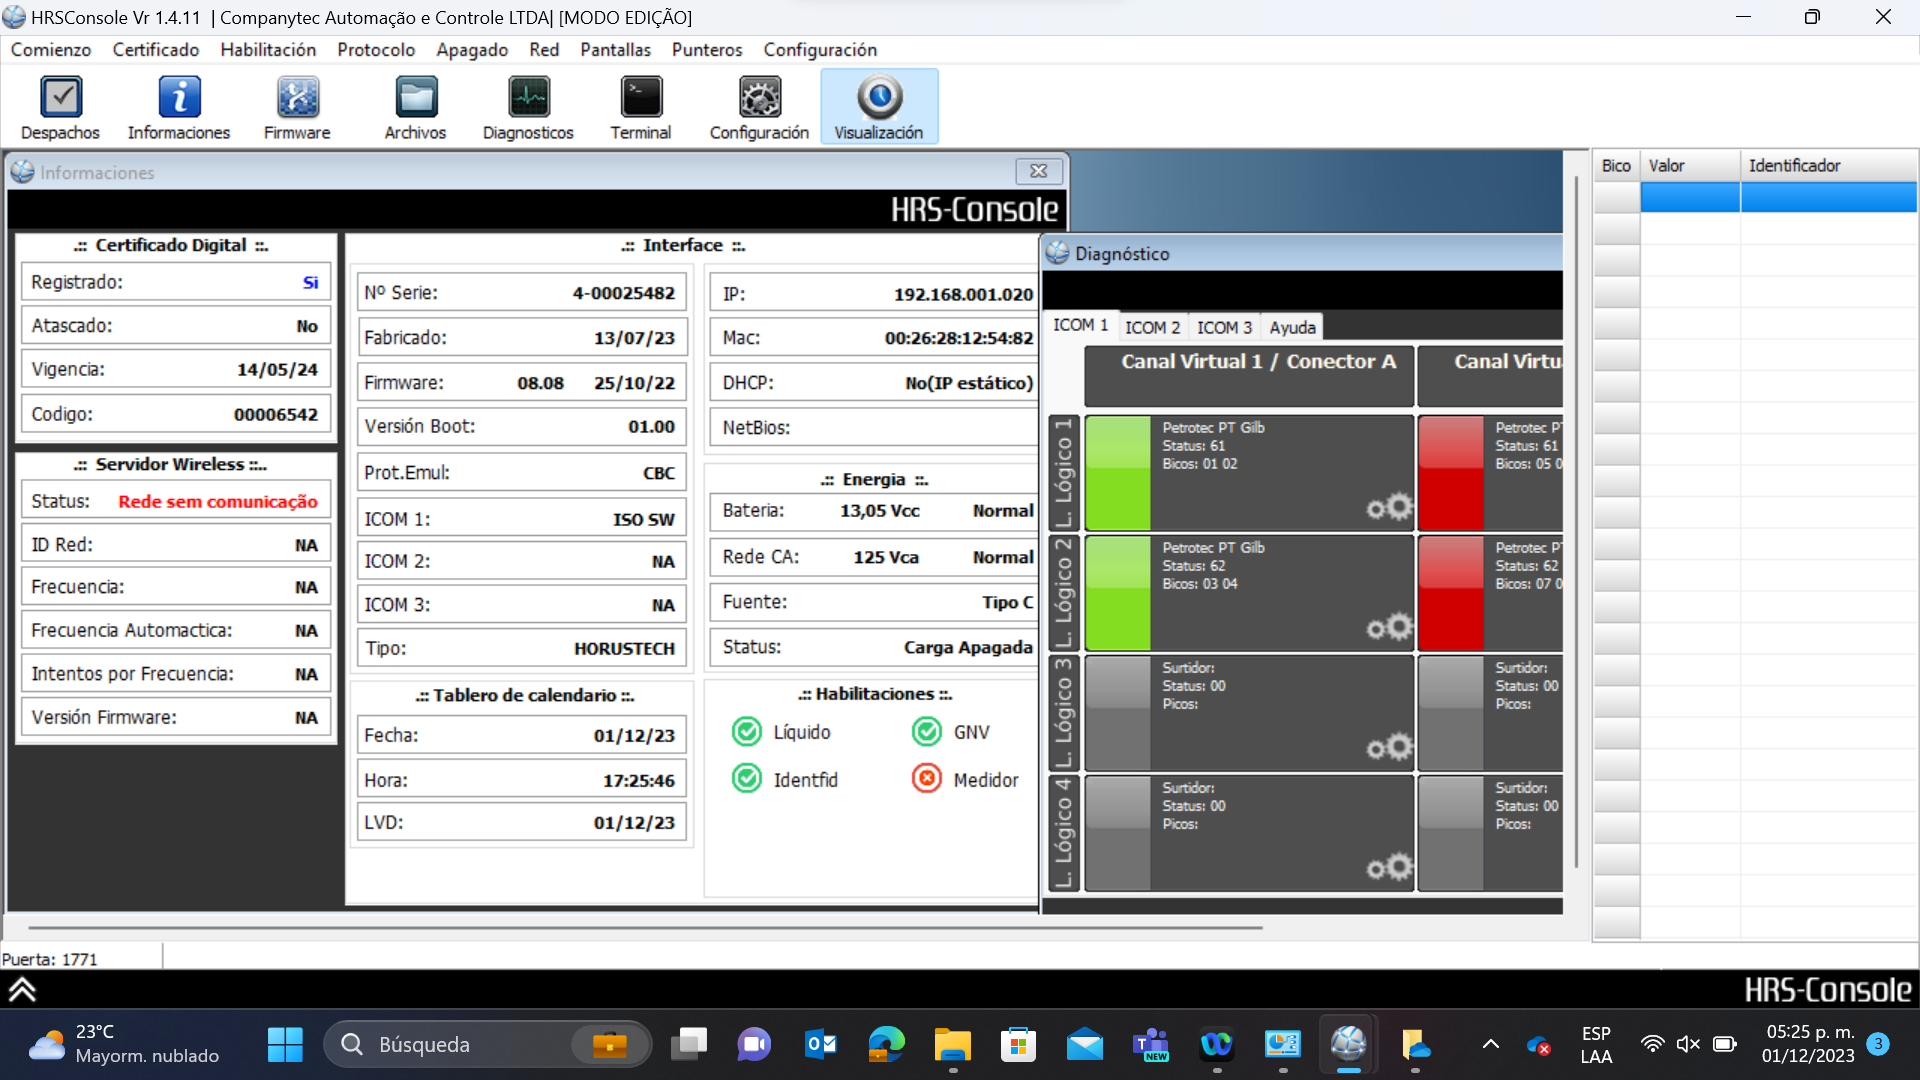 HRSConsole Vr 1.4.11 | Companytec Automação e Controle LTDA| [MODO EDIÇÃO]
Comienzo Certificado Habilitación Protocolo Apagado Red Pantallas Punteros Configuración
Despachos Informaciones Firmware Archivos Diagnosticos Terminal Configuración Visualización
Informaciones
HRS-Console
.:: Certificado Digital ::.
Registrado: Si
Atascado: No
Vigencia: 14/05/24
Codigo: 00006542
.:: Servidor Wireless ::..
Status: Rede sem comunicação
ID Red: NA
Frecuencia: NA
Frecuencia Automactica: NA
Intentos por Frecuencia: NA
Versión Firmware: NA
.:: Interface ::.
Nº Serie: 4-00025482
Fabricado: 13/07/23
Firmware: 08.08 25/10/22
Versión Boot: 01.00
Prot.Emul: CBC
ICOM 1: ISO SW
ICOM 2: NA
ICOM 3: NA
Tipo: HORUSTECH
.:: Tablero de calendario ::.
Fecha: 01/12/23
Hora: 17:25:46
LVD: 01/12/23
IP: 192.168.001.020
Mac: 00:26:28:12:54:82
DHCP: No(IP estático)
NetBios:
.:: Energia ::.
Bateria: 13,05 Vcc Normal
Rede CA: 125 Vca Normal
Fuente: Tipo C
Status: Carga Apagada
.:: Habilitaciones ::.
Líquido GNV
Identfid Medidor
Diagnóstico
ICOM 1 ICOM 2 ICOM 3 Ayuda
Canal Virtual 1 / Conector A Canal Virtu
L. Lógico 1
Petrotec PT Gilb
Status: 61
Bicos: 01 02
Petrotec PT
Status: 61
Bicos: 05 0
L. Lógico 2
Petrotec PT Gilb
Status: 62
Bicos: 03 04
Petrotec PT
Status: 62
Bicos: 07 0
L. Lógico 3
Surtidor:
Status: 00
Picos:
Surtidor:
Status: 00
Picos:
L. Lógico 4
Surtidor:
Status: 00
Picos:
Surtidor:
Status: 00
Picos:
Bico Valor Identificador
Puerta: 1771
HRS-Console
23°C
Mayorm. nublado
Búsqueda
NEW
ESP
LAA
05:25 p. m.
01/12/2023
3